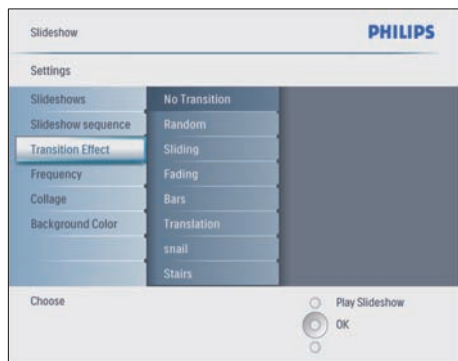 Slideshow PHILIPS
Settings
Slideshows No Transition
Slideshow sequence Random
Transition Effect Sliding
Frequency Fading
Collage Bars
Background Color Translation
snail
Stairs
Choose Play Slideshow
OK